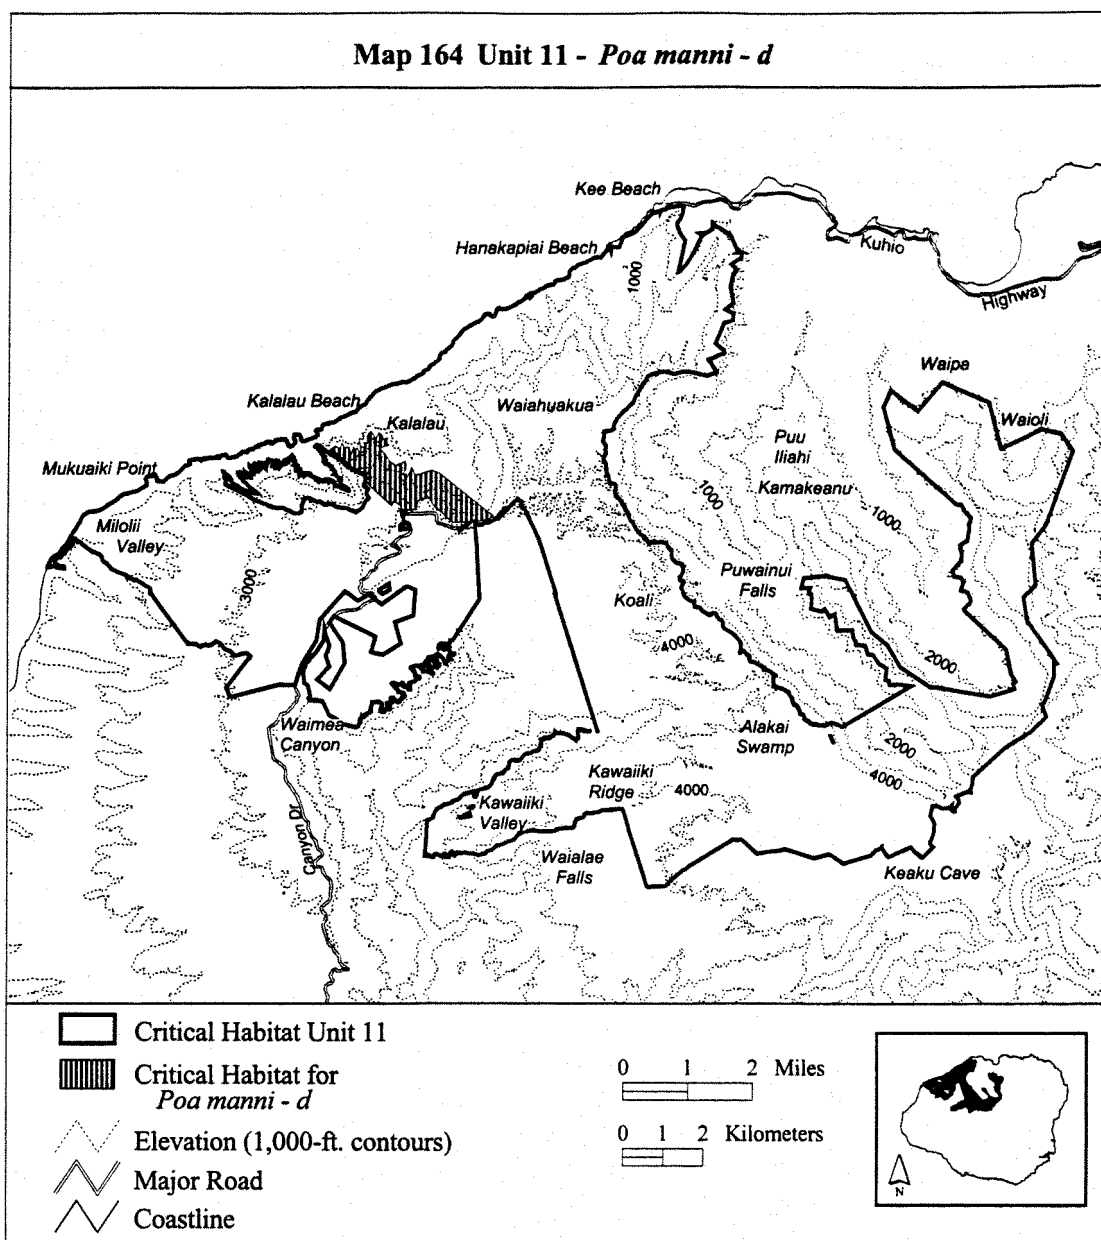 Map 164 Unit 11 - Poa manni - d
Kee Beach
Hanakapiai Beach
Kuhio
1000
Highway
Waipa
Kalalau Beach
Waiahuakua
Kalalau
Waioli
Puu
Iliahi
Mukuaiki Point
Kamakeanu
1000
1000
Milolii
Valley
Puwainui
Falls
3000
Koali
4000
2000
Waimea
Canyon
Alakai
Swamp
2000
Kawaiiki
Ridge
4000
4000
Kawaiiki
Valley
Canyon Dr
Waialae
Falls
Keaku Cave
Critical Habitat Unit 11
Critical Habitat for
Poa manni - d
Elevation (1,000-ft. contours)
Major Road
Coastline
0 1 2 Miles
0 1 2 Kilometers
N